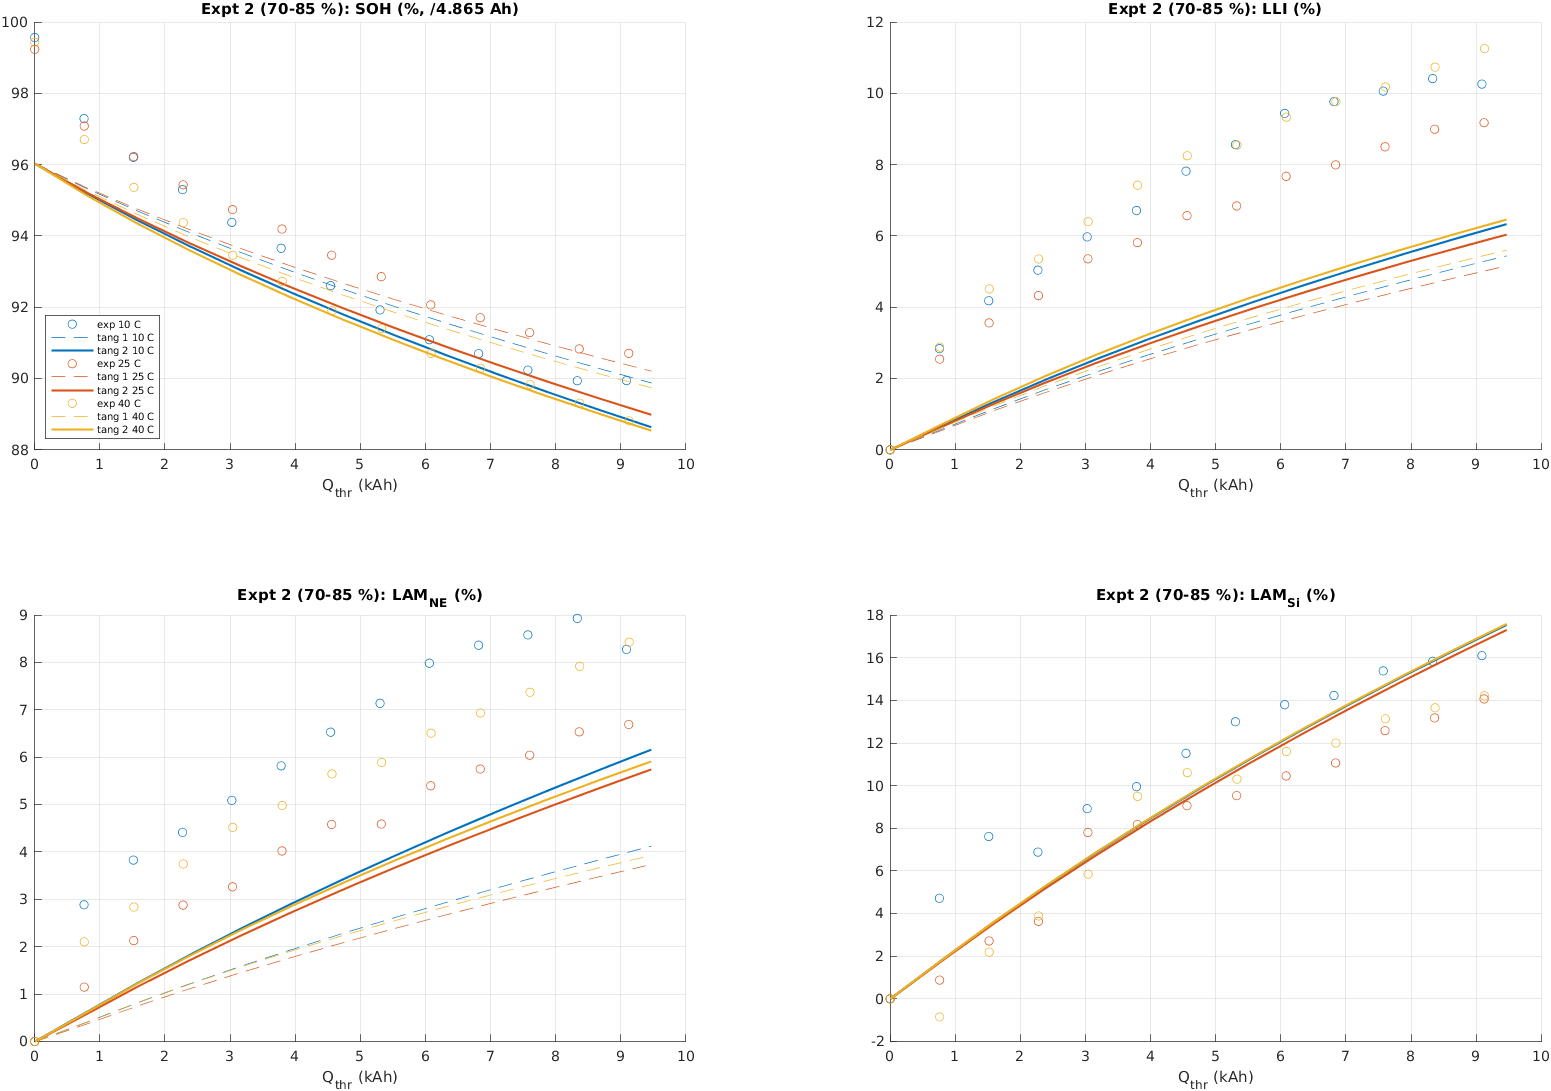 Expt 2 (70-85 %): SOH (%, /4.865 Ah)
100
98
96
94
92
90
88
0 1 2 3 4 5 6 7 8 9 10
Q_thr (kAh)
exp 10 C
tang 1 10 C
tang 2 10 C
exp 25 C
tang 1 25 C
tang 2 25 C
exp 40 C
tang 1 40 C
tang 2 40 C
Expt 2 (70-85 %): LLI (%)
12
10
8
6
4
2
0
0 1 2 3 4 5 6 7 8 9 10
Q_thr (kAh)
Expt 2 (70-85 %): LAM_NE (%)
9
8
7
6
5
4
3
2
1
0
0 1 2 3 4 5 6 7 8 9 10
Q_thr (kAh)
Expt 2 (70-85 %): LAM_Si (%)
18
16
14
12
10
8
6
4
2
0
-2
0 1 2 3 4 5 6 7 8 9 10
Q_thr (kAh)